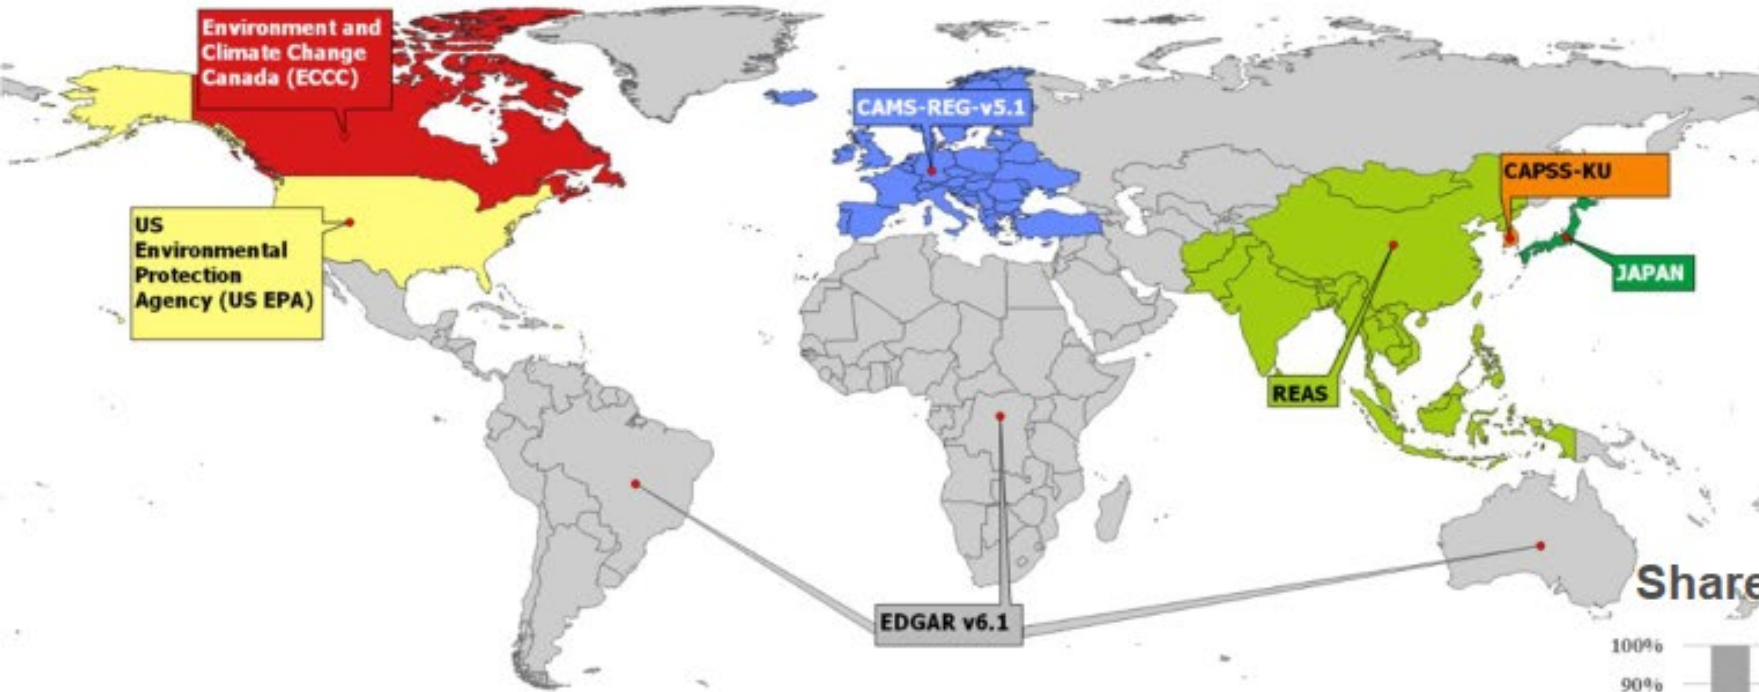 Environment and
Climate Change
Canada (ECCC)
CAMS-REG-v5.1
CAPSS-KU
US
Environmental
Protection
Agency (US EPA)
JAPAN
REAS
EDGAR v6.1
Share
100%
90%